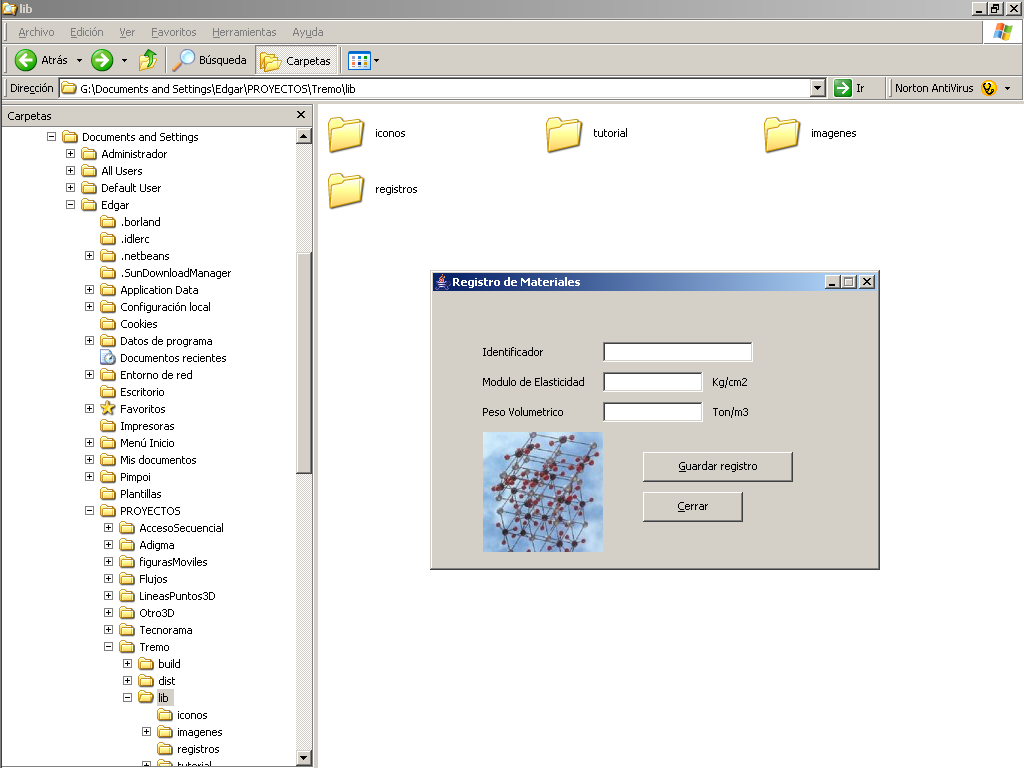 lib
Archivo Edición Ver Favoritos Herramientas Ayuda
Atrás Búsqueda Carpetas
Dirección G:\Documents and Settings\Edgar\PROYECTOS\Tremo\lib Ir Norton AntiVirus
Carpetas
Documents and Settings
Administrador
All Users
Default User
Edgar
.borland
.idlerc
.netbeans
.SunDownloadManager
Application Data
Configuración local
Cookies
Datos de programa
Documentos recientes
Entorno de red
Escritorio
Favoritos
Impresoras
Menú Inicio
Mis documentos
Pimpoi
Plantillas
PROYECTOS
AccesoSecuencial
Adigma
figurasMoviles
Flujos
LineasPuntos3D
Otro3D
Tecnorama
Tremo
build
dist
lib
iconos
imagenes
registros
tutorial
iconos tutorial imagenes
registros
Registro de Materiales
Identificador
Modulo de Elasticidad Kg/cm2
Peso Volumetrico Ton/m3
Guardar registro
Cerrar